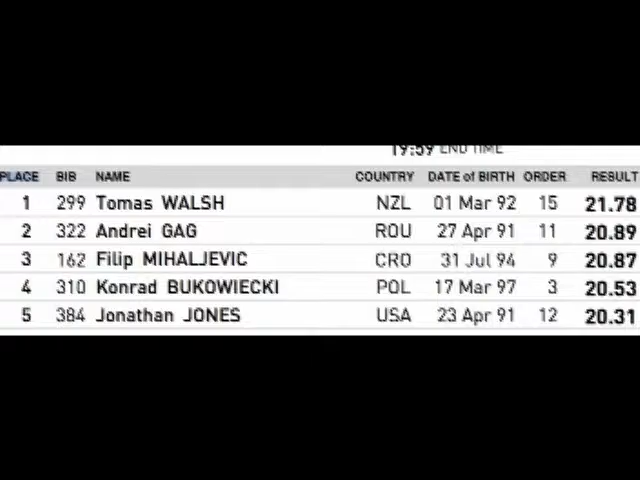 19:59 END TIME
PLACE BIB NAME COUNTRY DATE of BIRTH ORDER RESULT
1 299 Tomas WALSH NZL 01 Mar 92 15 21.78
2 322 Andrei GAG ROU 27 Apr 91 11 20.89
3 162 Filip MIHALJEVIC CRO 31 Jul 94 9 20.87
4 310 Konrad BUKOWIECKI POL 17 Mar 97 3 20.53
5 384 Jonathan JONES USA 23 Apr 91 12 20.31